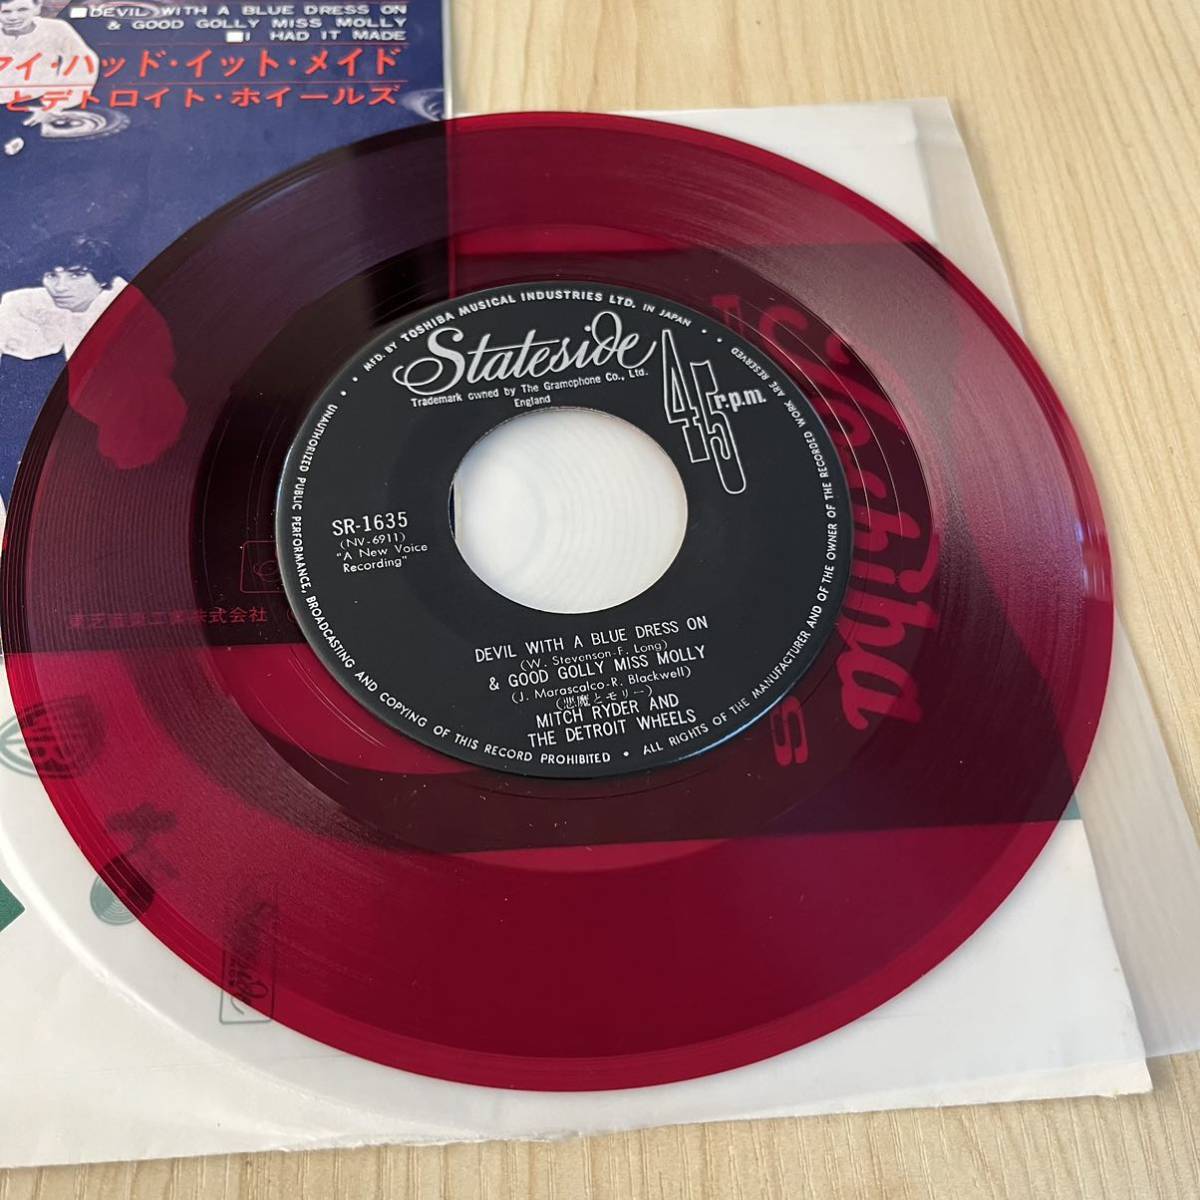 ■DEVIL WITH A BLUE DRESS ON
& GOOD GOLLY MISS MOLLY
■I HAD IT MADE
アイ・ハッド・イット・メイド
とデトロイト・ホイールズ
• MFD. BY TOSHIBA MUSICAL INDUSTRIES LTD. IN JAPAN •
Stateside
Trademark owned by The Gramophone Co., Ltd.
England
45 r.p.m.
SR-1635
(NV-6911)
"A New Voice
Recording"
DEVIL WITH A BLUE DRESS ON
(W. Stevenson-F. Long)
& GOOD GOLLY MISS MOLLY
(J. Marascalco-R. Blackwell)
(悪魔とモリー)
MITCH RYDER AND
THE DETROIT WHEELS
UNAUTHORIZED PUBLIC PERFORMANCE, BROADCASTING AND COPYING OF THIS RECORD PROHIBITED • ALL RIGHTS OF THE MANUFACTURER AND OF THE OWNER OF THE RECORDED WORK ARE RESERVED
Toshiba
S
東芝音楽工業株式会社